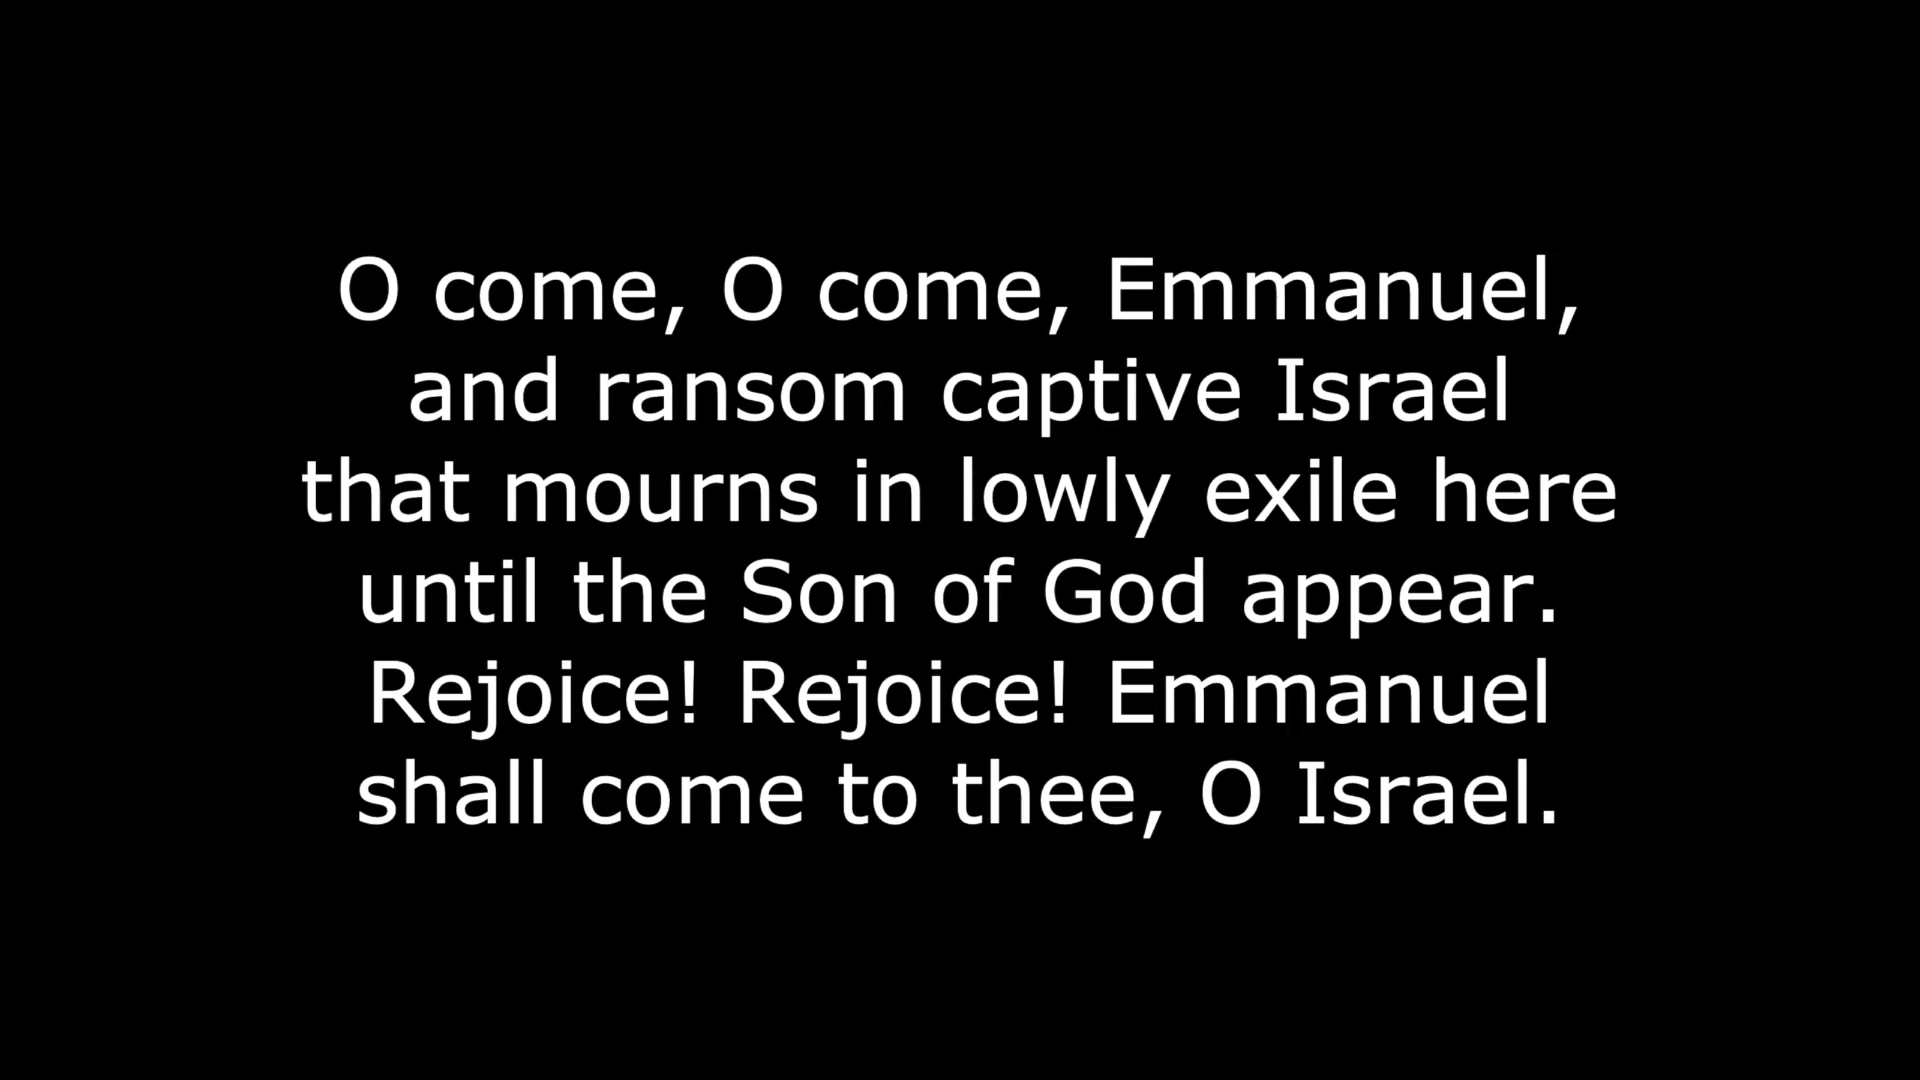 O come, O come, Emmanuel,
and ransom captive Israel
that mourns in lowly exile here
until the Son of God appear.
Rejoice! Rejoice! Emmanuel
shall come to thee, O Israel.